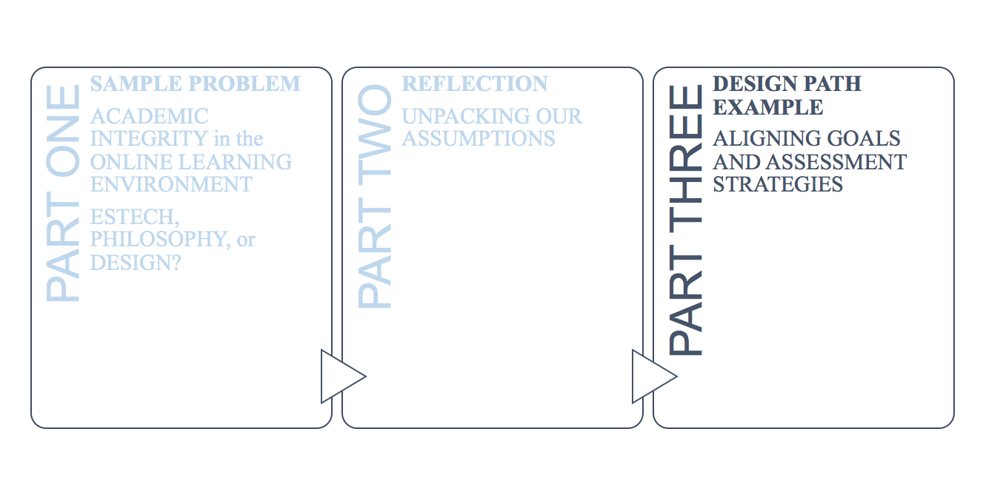 PART ONE
SAMPLE PROBLEM
ACADEMIC
INTEGRITY in the
ONLINE LEARNING
ENVIRONMENT
ESTECH,
PHILOSOPHY, or
DESIGN?
PART TWO
REFLECTION
UNPACKING OUR
ASSUMPTIONS
PART THREE
DESIGN PATH
EXAMPLE
ALIGNING GOALS
AND ASSESSMENT
STRATEGIES